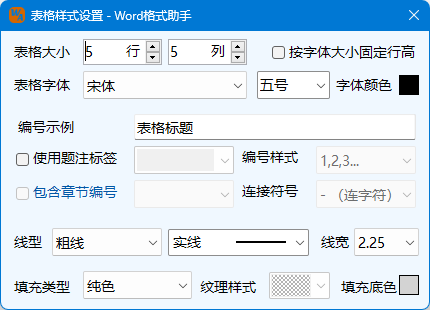 表格样式设置 - Word格式助手
表格大小 5 行 5 列 按字体大小固定行高
表格字体 宋体 五号 字体颜色
编号示例 表格标题
使用题注标签 编号样式 1,2,3...
包含章节编号 连接符号 - （连字符）
线型 粗线 实线 线宽 2.25
填充类型 纯色 纹理样式 填充底色